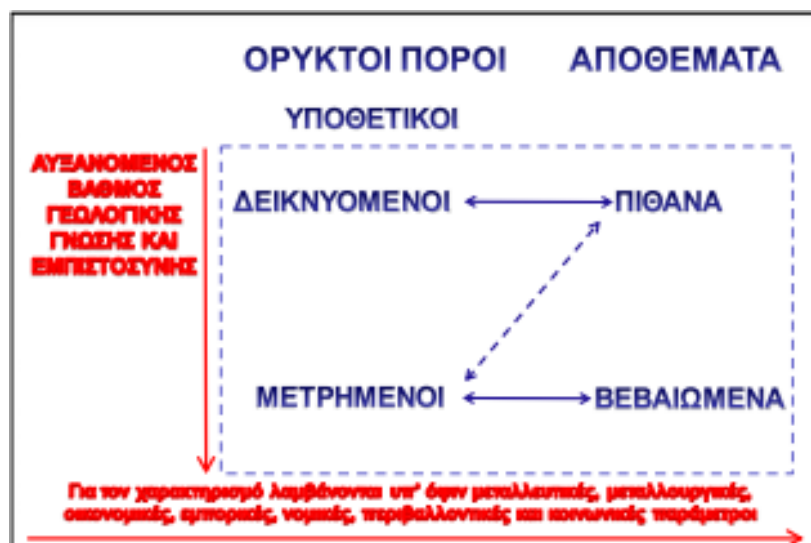 ΟΡΥΚΤΟΙ ΠΟΡΟΙ ΑΠΟΘΕΜΑΤΑ
ΥΠΟΘΕΤΙΚΟΙ
ΑΥΞΑΝΟΜΕΝΟΣ
ΒΑΘΜΟΣ
ΓΕΩΛΟΓΙΚΗΣ
ΓΝΩΣΗΣ ΚΑΙ
ΕΜΠΙΣΤΟΣΥΝΗΣ
ΔΕΙΚΝΥΟΜΕΝΟΙ ΠΙΘΑΝΑ
ΜΕΤΡΗΜΕΝΟΙ ΒΕΒΑΙΩΜΕΝΑ
Για τον χαρακτηρισμό λαμβάνονται υπ' όψιν μεταλλευτικές, μεταλλουργικές,
οικονομικές, εμπορικές, νομικές, περιβαλλοντικές και κοινωνικές παράμετροι